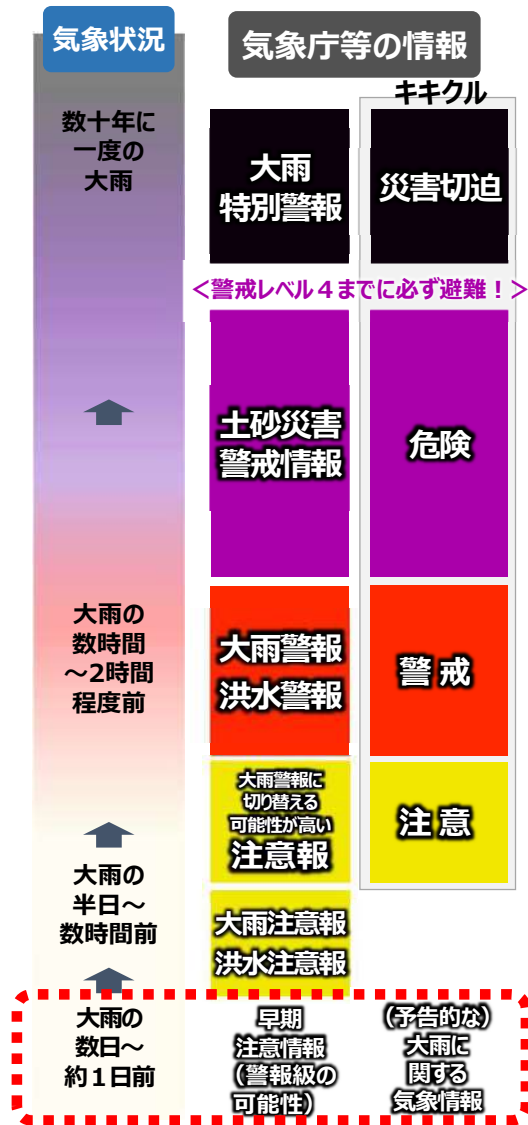 気象状況
気象庁等の情報
キキクル
数十年に
一度の
大雨
大雨
特別警報
災害切迫
＜警戒レベル４までに必ず避難！＞
土砂災害
警戒情報
危険
大雨の
数時間
～2時間
程度前
大雨警報
洪水警報
警戒
大雨警報に
切り替える
可能性が高い
注意報
注意
大雨の
半日～
数時間前
大雨注意報
洪水注意報
大雨の
数日～
約１日前
早期
注意情報
（警報級の
可能性）
（予告的な）
大雨に
関する
気象情報